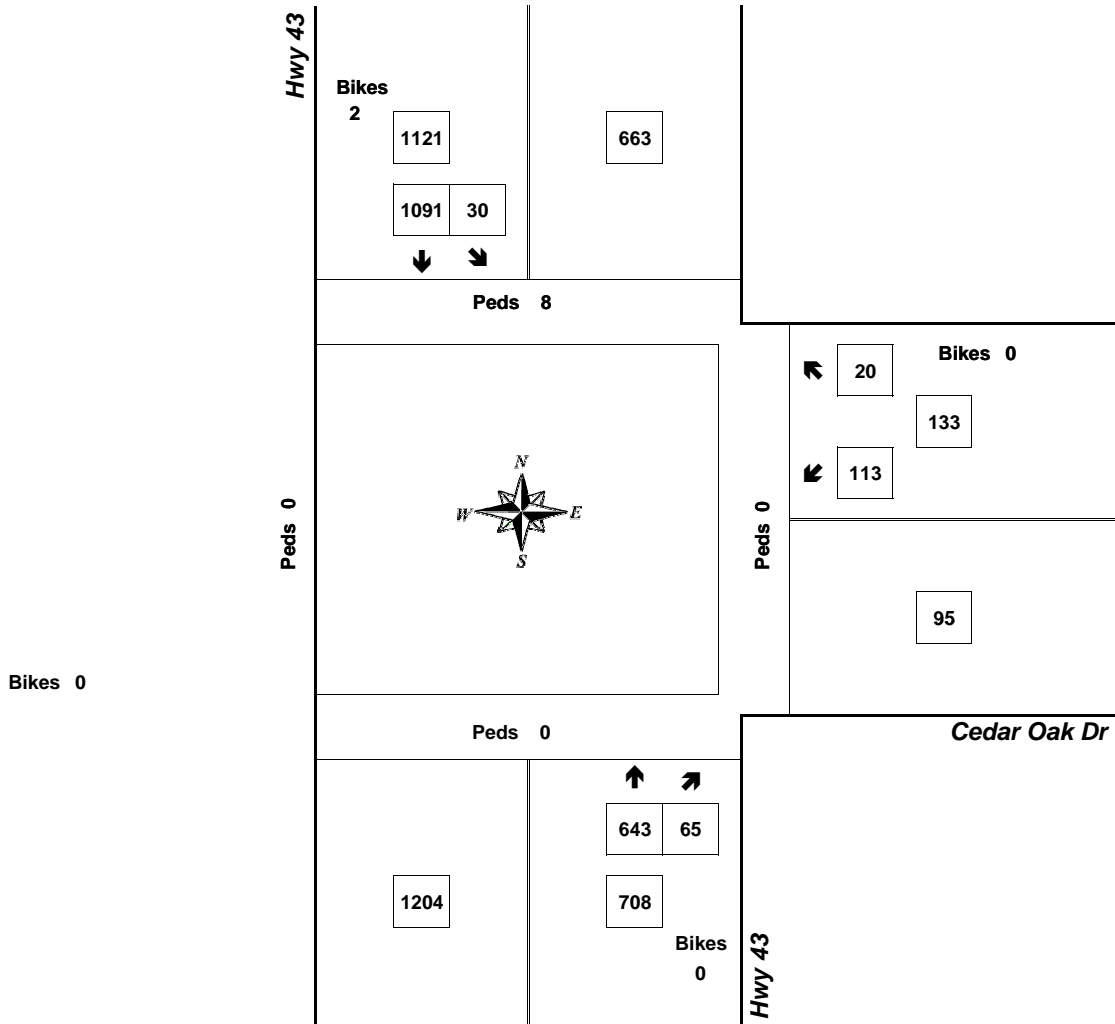 Hwy 43
Bikes
2
1121
663
1091 30
Peds 8
20
Bikes 0
133
113
N
W E
S
Peds 0
Peds 0
95
Bikes 0
Peds 0
Cedar Oak Dr
643 65
1204
708
Bikes
0
Hwy 43